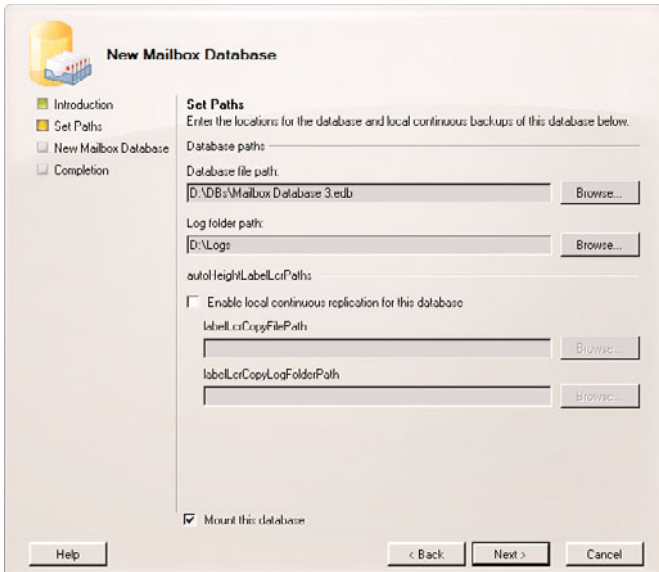 New Mailbox Database
Introduction
Set Paths
New Mailbox Database
Completion
Set Paths
Enter the locations for the database and local continuous backups of this database below.
Database paths
Database file path:
D:\DBs\Mailbox Database 3.edb
Browse...
Log folder path:
D:\Logs
Browse...
autoHeightLabelLcrPaths
Enable local continuous replication for this database
labelLcrCopyFilePath
Browse...
labelLcrCopyLogFolderPath
Browse...
Mount this database
Help
< Back
Next >
Cancel